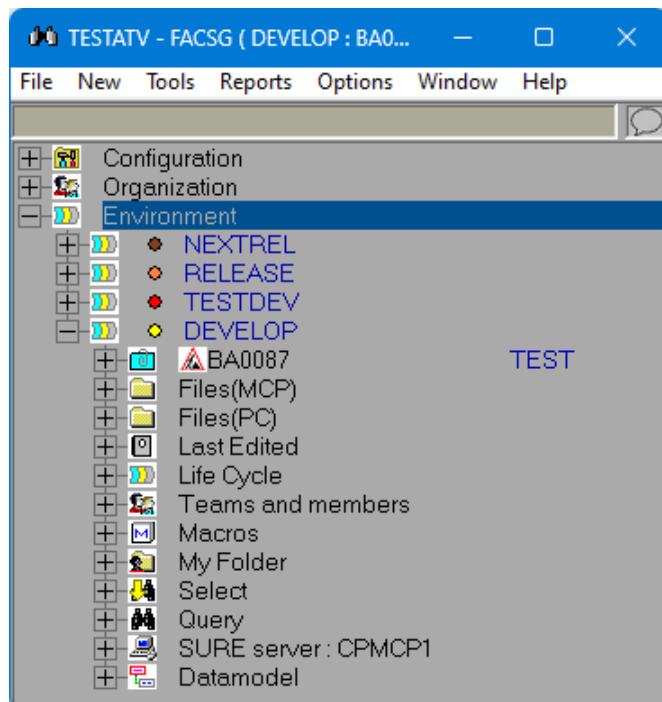 TESTATV - FACSG ( DEVELOP : BA0...
File New Tools Reports Options Window Help
Configuration
Organization
Environment
NEXTREL
RELEASE
TESTDEV
DEVELOP
BA0087 TEST
Files(MCP)
Files(PC)
Last Edited
Life Cycle
Teams and members
Macros
My Folder
Select
Query
SURE server : CPMCP1
Datamodel